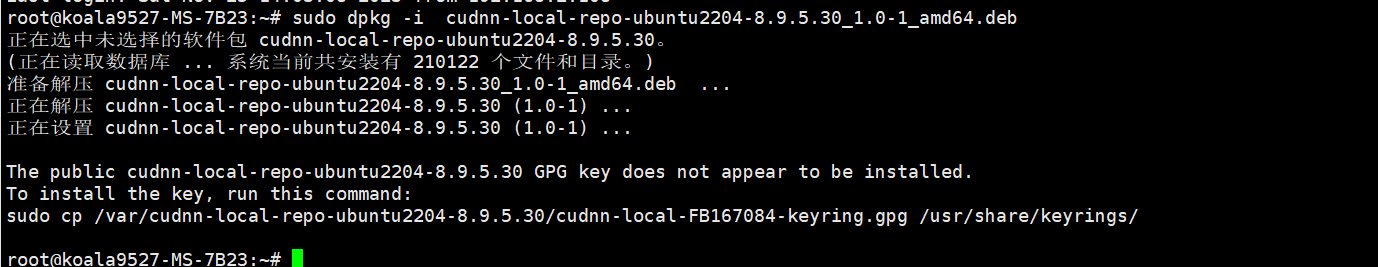 root@koala9527-MS-7B23:~# sudo dpkg -i  cudnn-local-repo-ubuntu2204-8.9.5.30_1.0-1_amd64.deb
正在选中未选择的软件包 cudnn-local-repo-ubuntu2204-8.9.5.30。
(正在读取数据库 ... 系统当前共安装有 210122 个文件和目录。)
准备解压 cudnn-local-repo-ubuntu2204-8.9.5.30_1.0-1_amd64.deb  ...
正在解压 cudnn-local-repo-ubuntu2204-8.9.5.30 (1.0-1) ...
正在设置 cudnn-local-repo-ubuntu2204-8.9.5.30 (1.0-1) ...
The public cudnn-local-repo-ubuntu2204-8.9.5.30 GPG key does not appear to be installed.
To install the key, run this command:
sudo cp /var/cudnn-local-repo-ubuntu2204-8.9.5.30/cudnn-local-FB167084-keyring.gpg /usr/share/keyrings/
root@koala9527-MS-7B23:~#